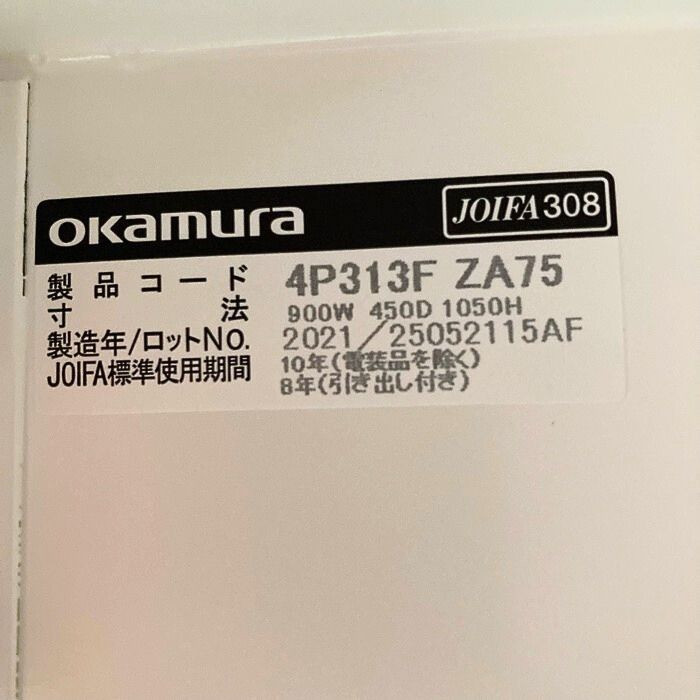 okamura JOIFA308
製品コード 4P313F ZA75
寸法 900W 450D 1050H
製造年/ロットNO. 2021/25052115AF
JOIFA標準使用期間 10年(電装品を除く)
8年(引き出し付き)